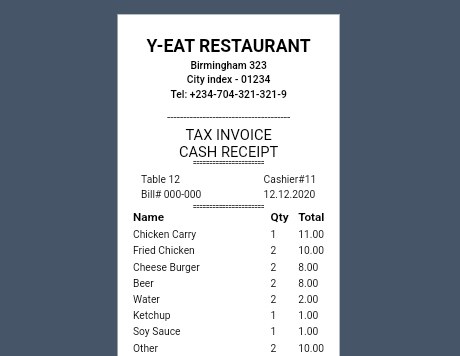 Y-EAT RESTAURANT
Birmingham 323
City index - 01234
Tel: +234-704-321-321-9
--------------------------------------
TAX INVOICE
CASH RECEIPT
======================
Table 12 Cashier#11
Bill# 000-000 12.12.2020
======================
Name Qty Total
Chicken Carry 1 11.00
Fried Chicken 2 10.00
Cheese Burger 2 8.00
Beer 2 8.00
Water 2 2.00
Ketchup 1 1.00
Soy Sauce 1 1.00
Other 2 10.00